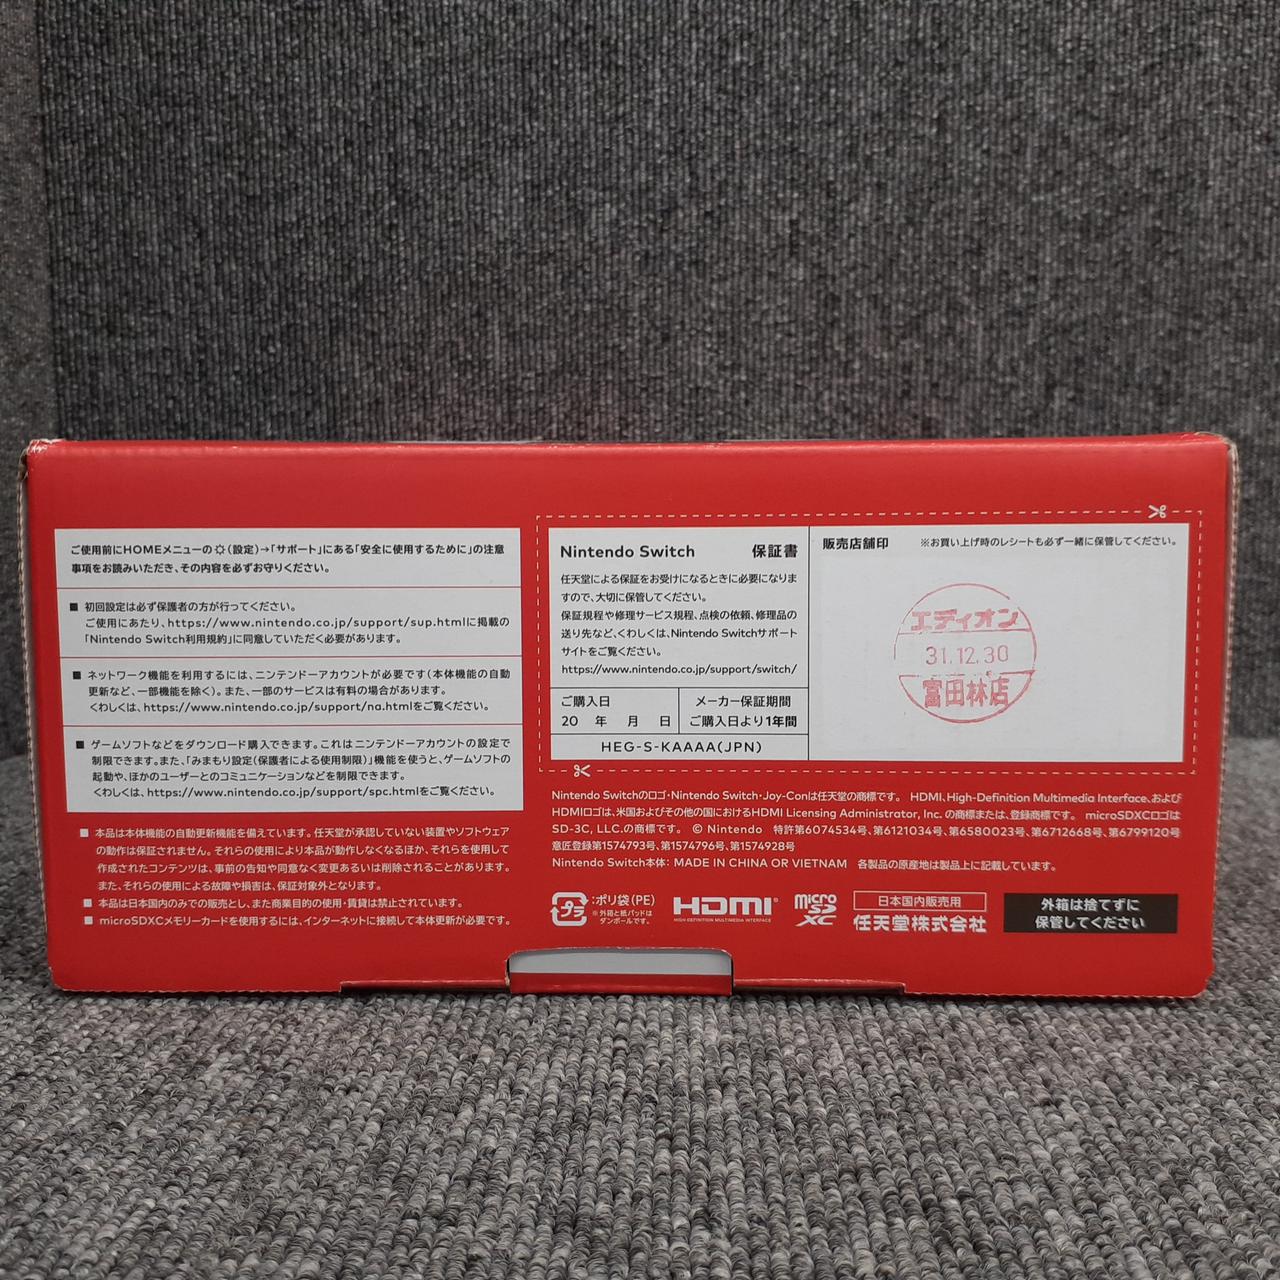 ご使用前にHOMEメニューの(設定)→「サポート」にある「安全に使用するために」の注意
事項をお読みいただき、その内容を必ずお守りください。
■ 初回設定は必ず保護者の方が行ってください。
ご使用にあたり、https://www.nintendo.co.jp/support/sup.htmlに掲載の
「Nintendo Switch利用規約」に同意していただく必要があります。
■ ネットワーク機能を利用するには、ニンテンドーアカウントが必要です(本体機能の自動
更新など、一部機能を除く)。また、一部のサービスは有料の場合があります。
くわしくは、https://www.nintendo.co.jp/support/na.htmlをご覧ください。
■ ゲームソフトなどをダウンロード購入できます。これはニンテンドーアカウントの設定で
制限できます。また、「みまもり設定(保護者による使用制限)」機能を使うと、ゲームソフトの
起動や、ほかのユーザーとのコミュニケーションなどを制限できます。
くわしくは、https://www.nintendo.co.jp/support/spc.htmlをご覧ください。
■ 本品は本体機能の自動更新機能を備えています。任天堂が承認していない装置やソフトウェア
の動作は保証されません。それらの使用により本品が動作しなくなるほか、それらを使用して
作成されたコンテンツは、事前の告知や同意なく変更あるいは削除されることがあります。
また、それらの使用による故障や損害は、保証対象外となります。
■ 本品は日本国内のみでの販売とし、また商業目的の使用・賃貸は禁止されています。
■ microSDXCメモリーカードを使用するには、インターネットに接続して本体更新が必要です。
Nintendo Switch 保証書
任天堂による保証をお受けになるときに必要になりま
すので、大切に保管してください。
保証規程や修理サービス規程、点検の依頼、修理品の
送り先など、くわしくは、Nintendo Switchサポート
サイトをご覧ください。
https://www.nintendo.co.jp/support/switch/
ご購入日 メーカー保証期間
20 年 月 日 ご購入日より1年間
HEG-S-KAAAA(JPN)
販売店舗印 ※お買い上げ時のレシートも必ず一緒に保管してください。
エディオン
31.12.30
富田林店
Nintendo Switchのロゴ・Nintendo Switch・Joy-Conは任天堂の商標です。 HDMI、High-Definition Multimedia Interface、および
HDMIロゴは、米国およびその他の国におけるHDMI Licensing Administrator, Inc. の商標または、登録商標です。 microSDXCロゴは
SD-3C, LLC.の商標です。 © Nintendo 特許第6074534号、第6121034号、第6580023号、第6712668号、第6799120号
意匠登録第1574793号、第1574796号、第1574928号
Nintendo Switch本体: MADE IN CHINA OR VIETNAM 各製品の原産地は製品上に記載しています。
プラ
:ポリ袋(PE)
※外箱と紙パッドは
ダンボールです。
HDMI
HIGH-DEFINITION MULTIMEDIA INTERFACE
micro
SD
XC
日本国内販売用
任天堂株式会社
外箱は捨てずに
保管してください